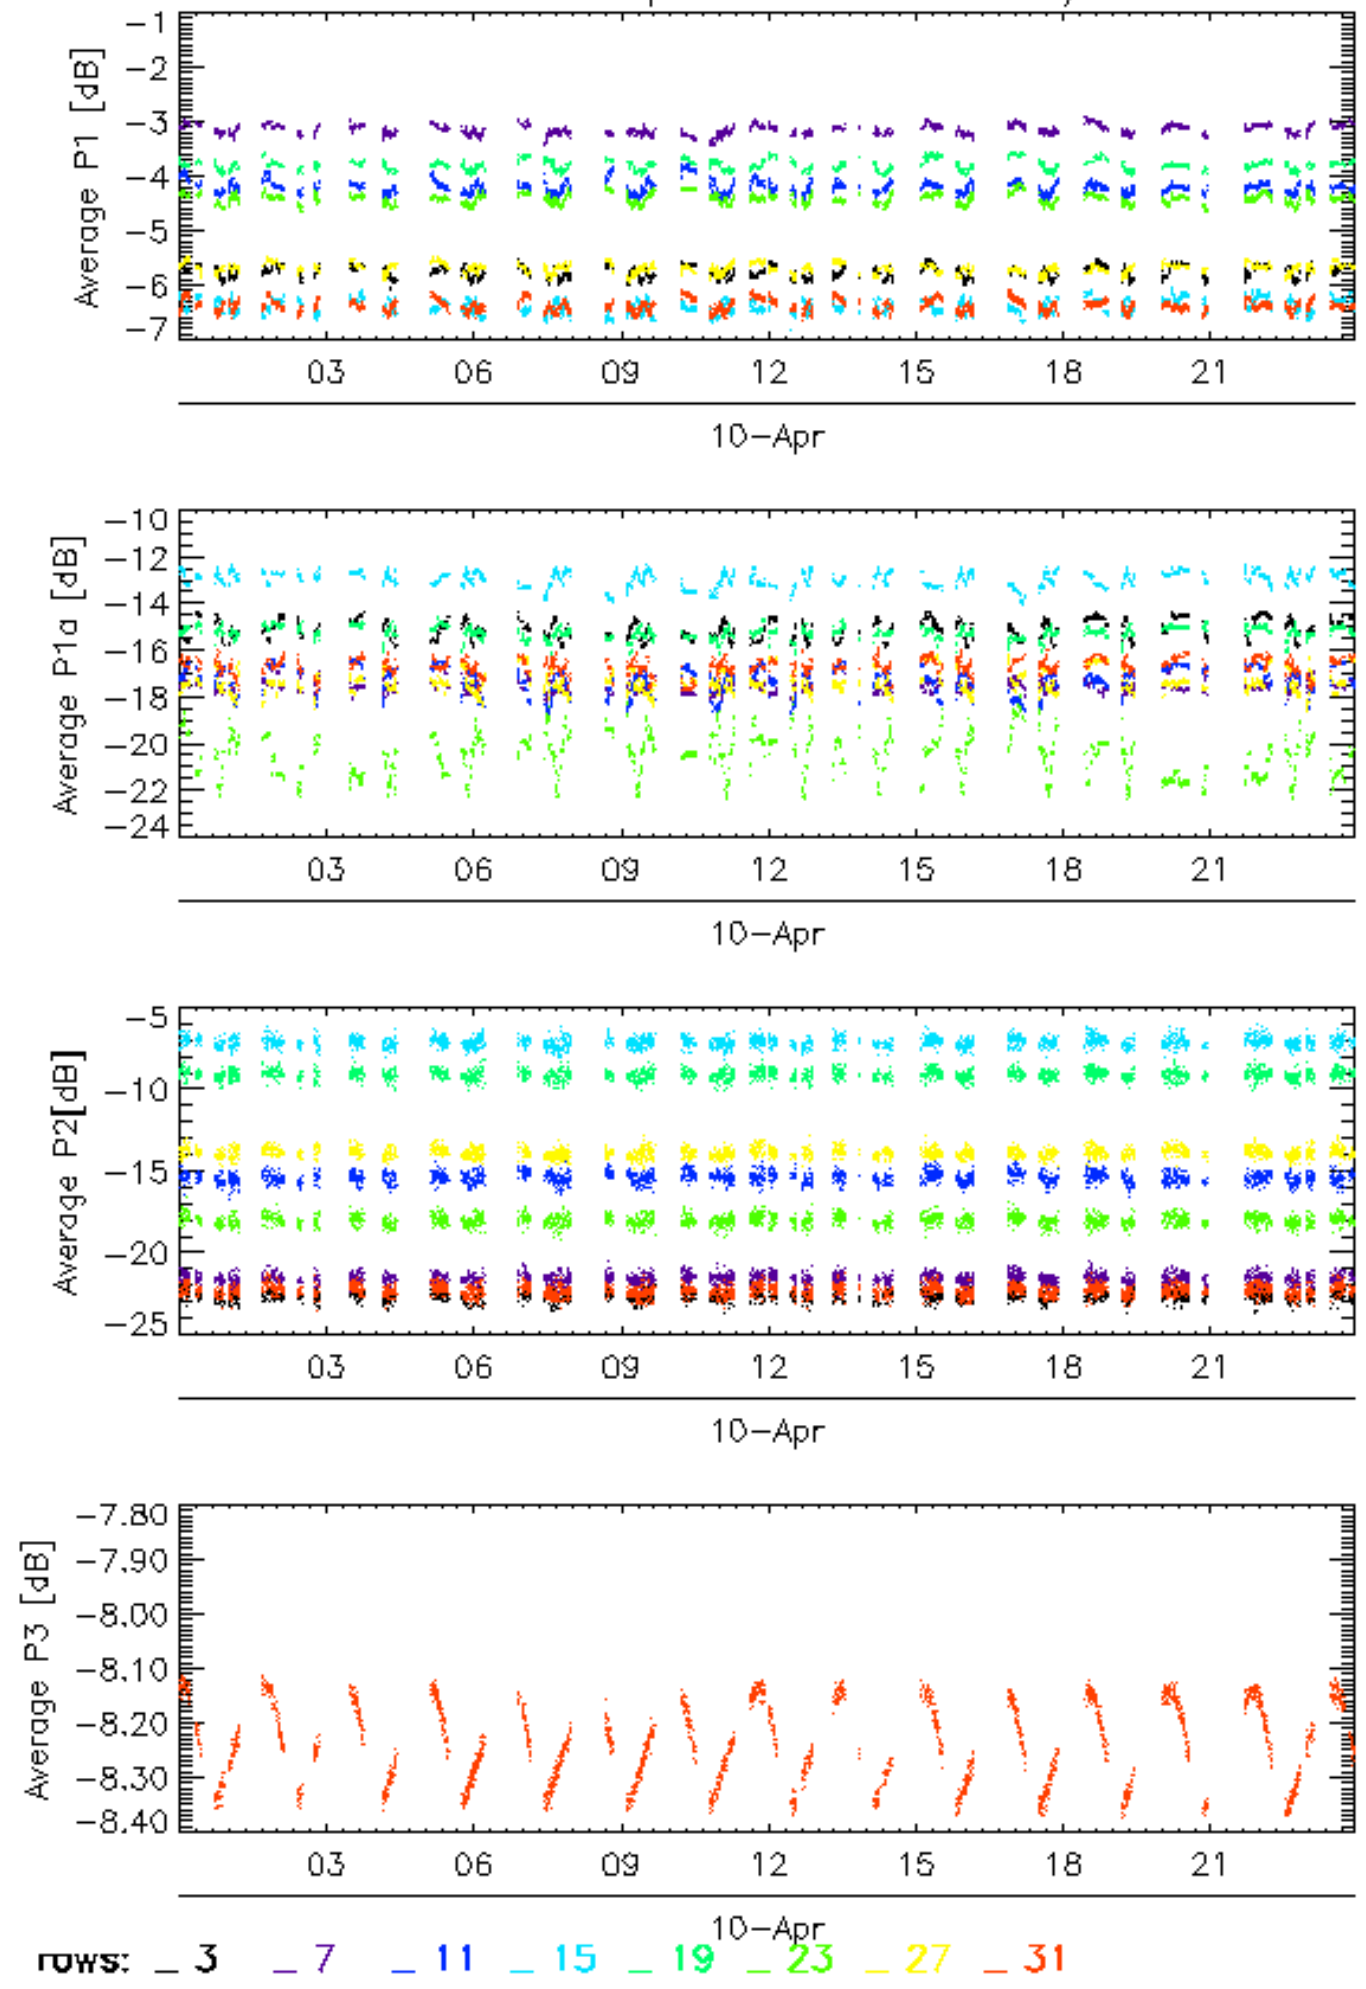 Average P1 [dB]
-1
-2
-3
-4
-5
-6
-7
03 06 09 12 15 18 21
10-Apr
Average P1a [dB]
-10
-12
-14
-16
-18
-20
-22
-24
03 06 09 12 15 18 21
10-Apr
Average P2[dB]
-5
-10
-15
-20
-25
03 06 09 12 15 18 21
10-Apr
Average P3 [dB]
-7.80
-7.90
-8.00
-8.10
-8.20
-8.30
-8.40
03 06 09 12 15 18 21
10-Apr
rows: _ 3 _ 7 _ 11 _ 15 _ 19 _ 23 _ 27 _ 31